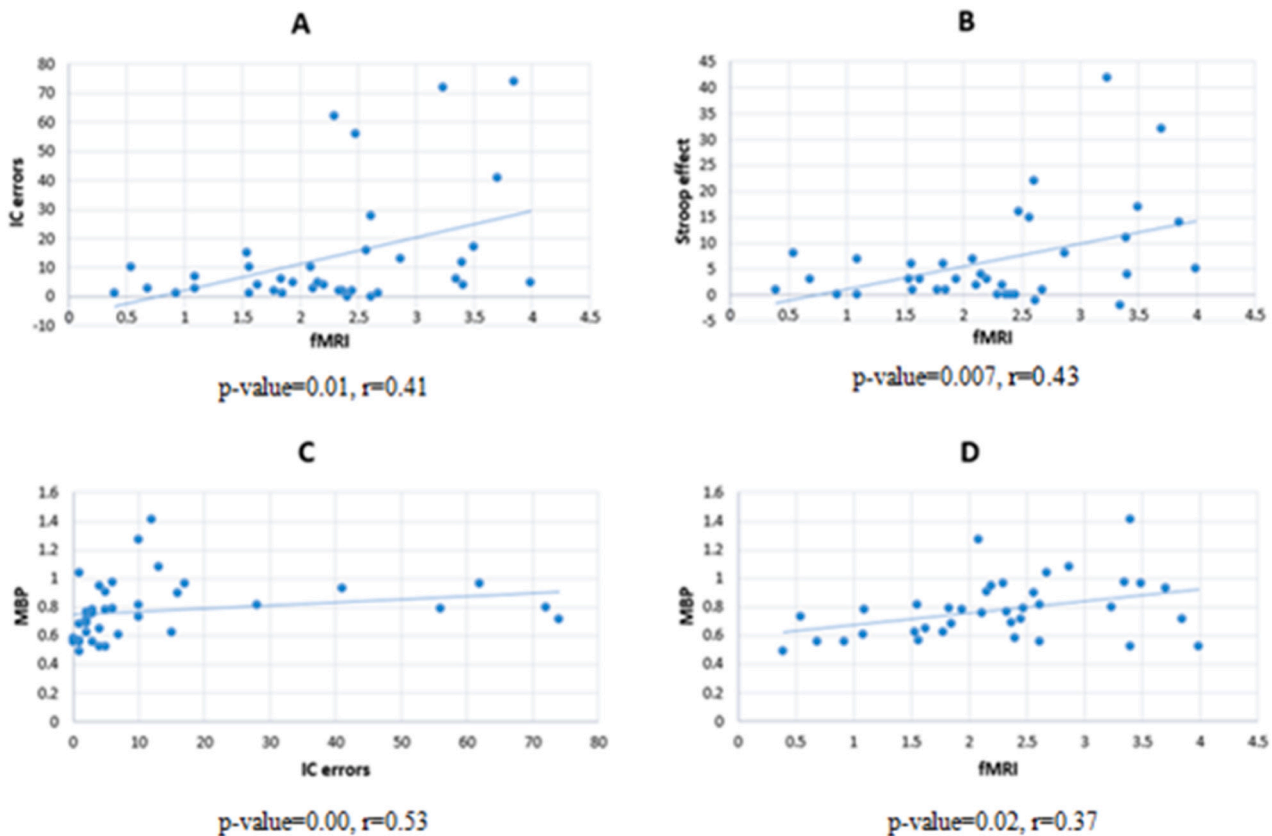 A
80
70
60
50
40
30
20
10
0
-10
IC errors
0 0.5 1 1.5 2 2.5 3 3.5 4 4.5
fMRI
p-value=0.01, r=0.41
B
45
40
35
30
25
20
15
10
5
0
-5
Stroop effect
0 0.5 1 1.5 2 2.5 3 3.5 4 4.5
fMRI
p-value=0.007, r=0.43
C
1.6
1.4
1.2
1
0.8
0.6
0.4
0.2
0
MBP
0 10 20 30 40 50 60 70 80
IC errors
p-value=0.00, r=0.53
D
1.6
1.4
1.2
1
0.8
0.6
0.4
0.2
0
MBP
0 0.5 1 1.5 2 2.5 3 3.5 4 4.5
fMRI
p-value=0.02, r=0.37